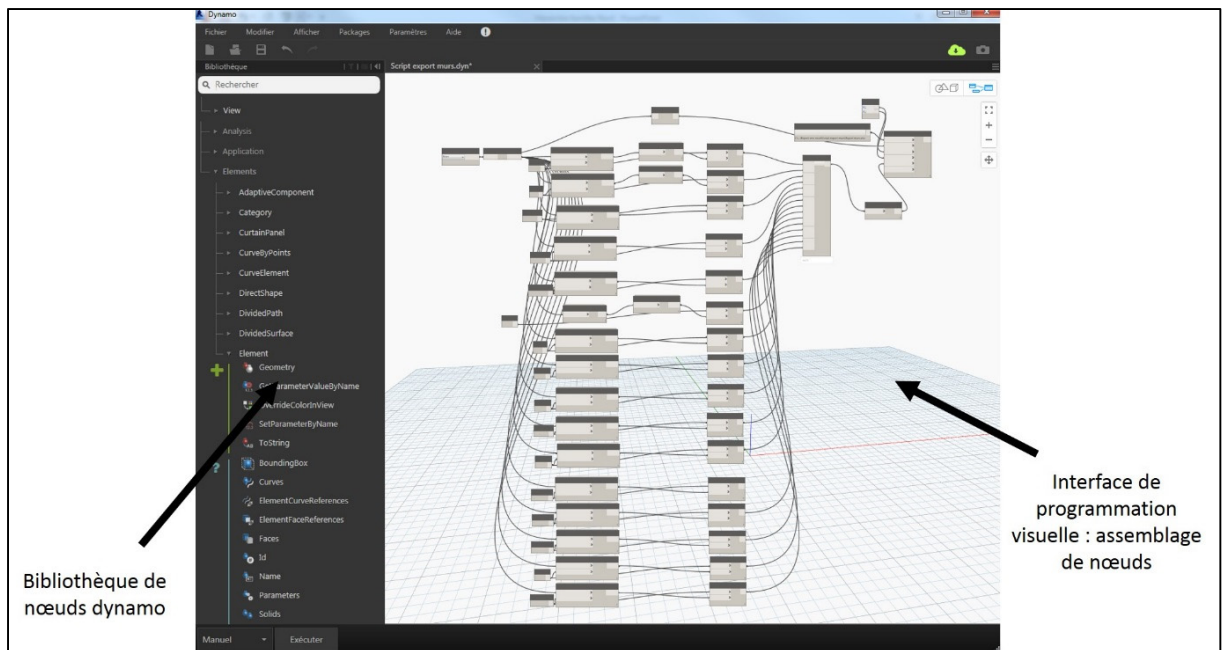 Dynamo
Fichier Modifier Afficher Packages Paramètres Aide
Bibliothèque
Script export murs.dyn*
Rechercher
View
Analysis
Application
Elements
AdaptiveComponent
Category
CurtainPanel
CurveByPoints
CurveElement
DirectShape
DividedPath
DividedSurface
Element
Geometry
GetParameterValueByName
OverrideColorInView
SetParameterByName
ToString
BoundingBox
Curves
ElementCurveReferences
ElementFaceReferences
Faces
Id
Name
Parameters
Solids
Manuel Exécuter
Bibliothèque de
nœuds dynamo
Interface de
programmation
visuelle : assemblage
de nœuds